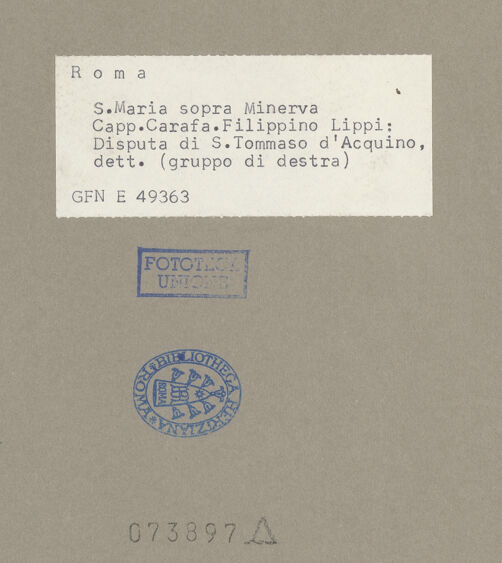 Roma
S.Maria sopra Minerva
Capp.Carafa.Filippino Lippi:
Disputa di S.Tommaso d'Acquino,
dett. (gruppo di destra)
GFN E 49363
FOTOTECA
UNIONE
BIBLIOTHECA HERTZIANA * ROMA *
ROMA
073897